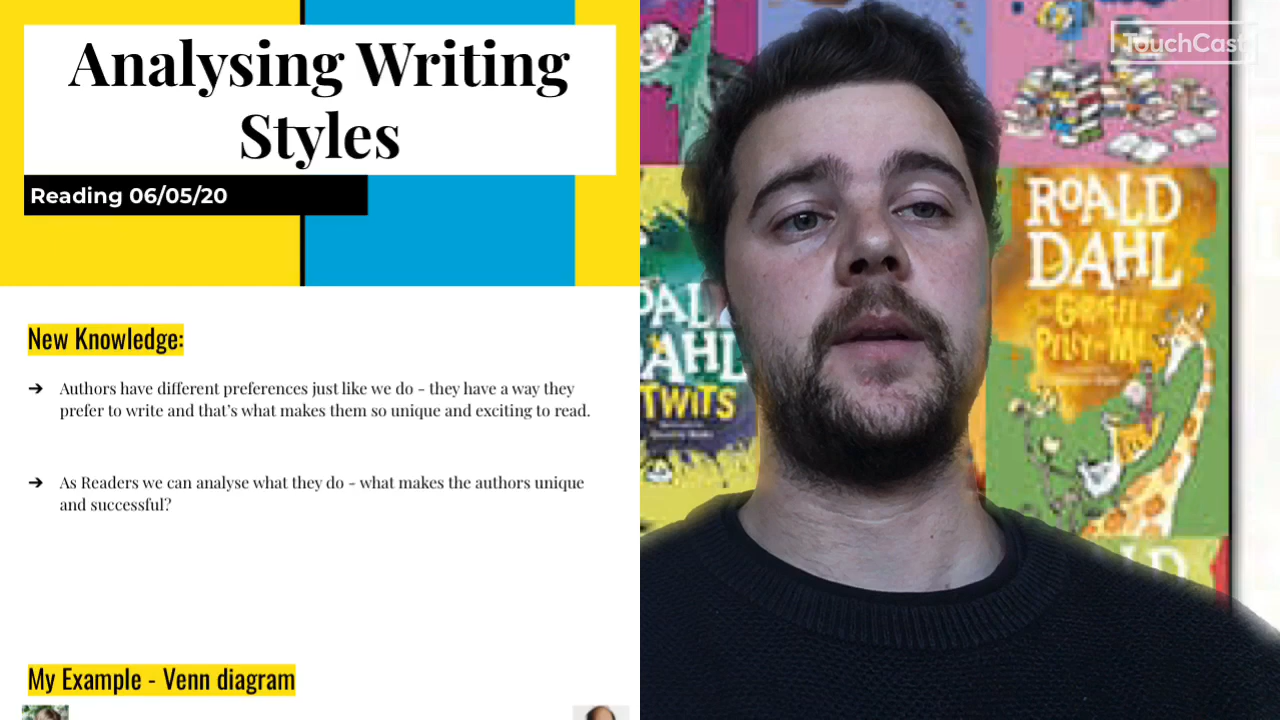 Analysing Writing
Styles
Reading 06/05/20
New Knowledge:
➔ Authors have different preferences just like we do - they have a way they
prefer to write and that's what makes them so unique and exciting to read.
➔ As Readers we can analyse what they do - what makes the authors unique
and successful?
My Example - Venn diagram
TouchCast
ROALD
DAHL
TWITS